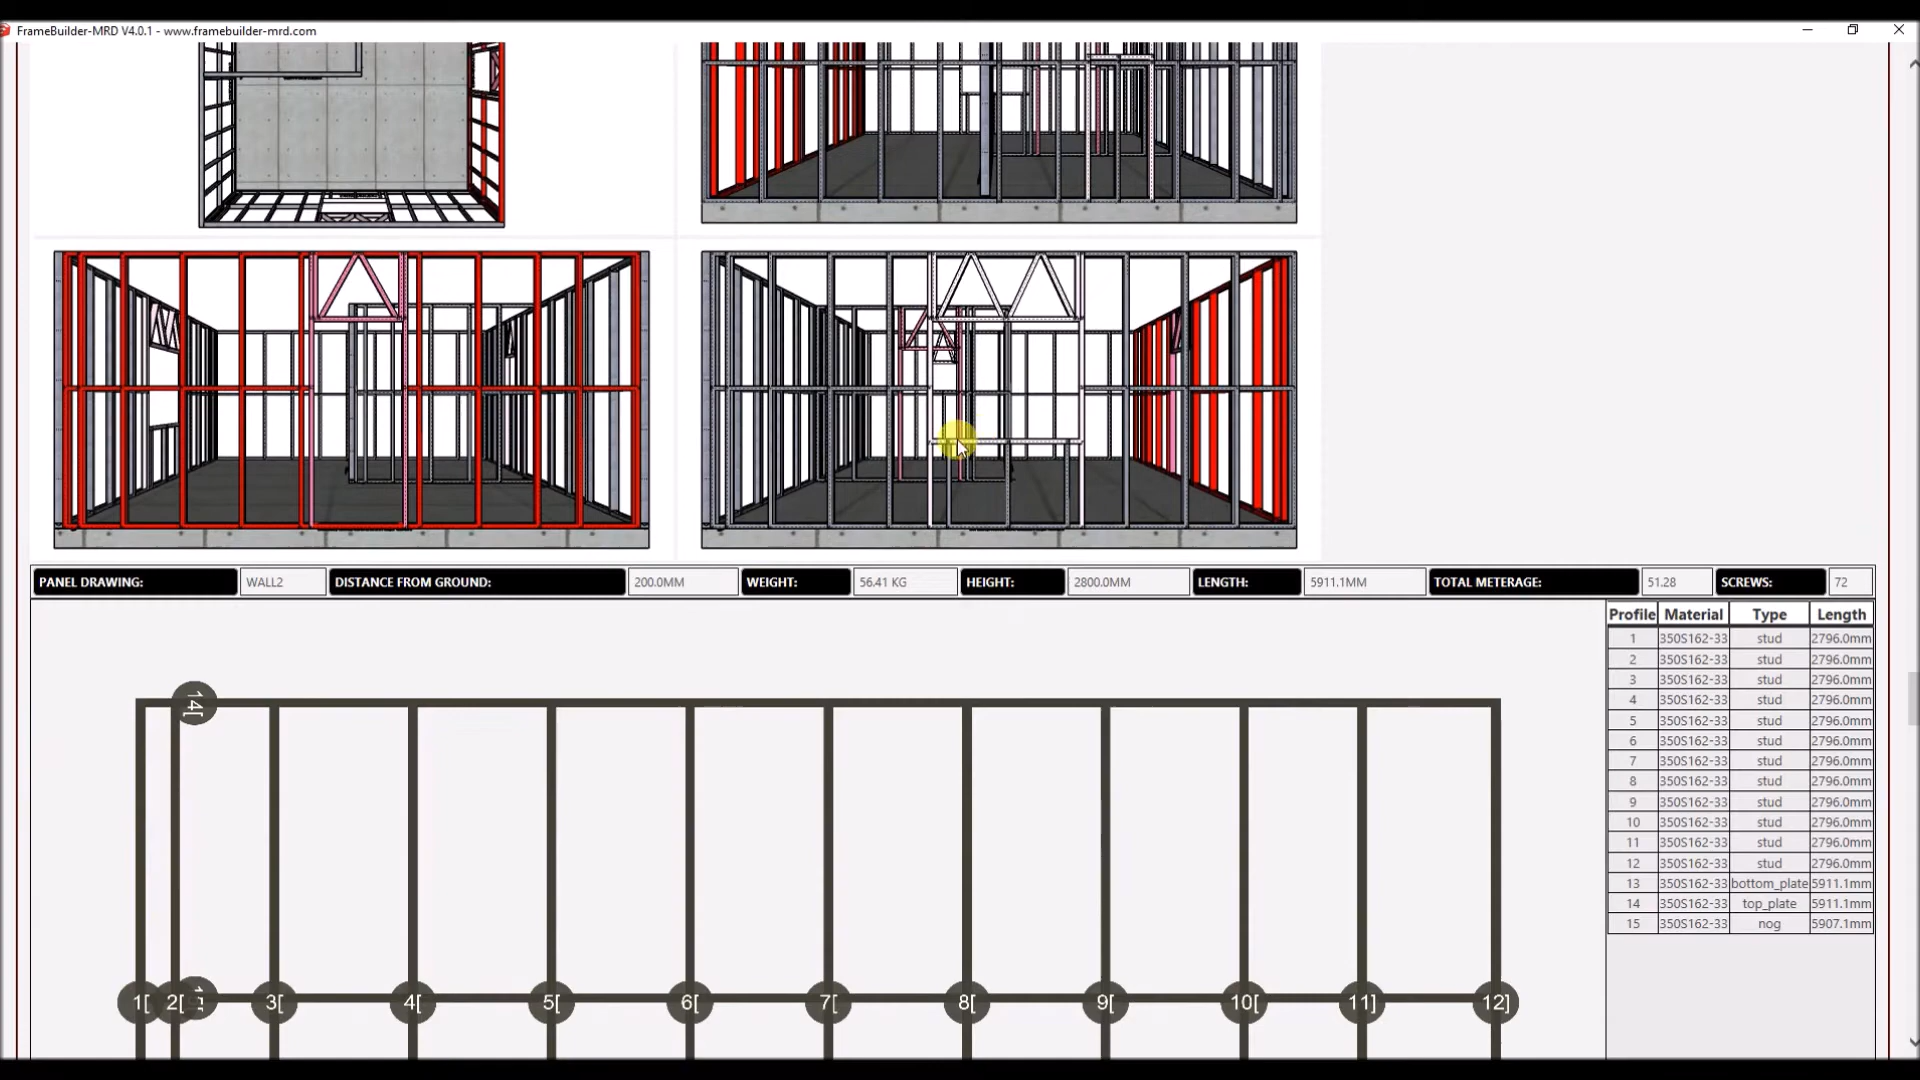 FrameBuilder-MRD V4.0.1 - www.framebuilder-mrd.com
PANEL DRAWING: WALL2 DISTANCE FROM GROUND: 200.0MM WEIGHT: 56.41 KG HEIGHT: 2800.0MM LENGTH: 5911.1MM TOTAL METERAGE: 51.28 SCREWS: 72
Profile Material Type Length
1 350S162-33 stud 2796.0mm
2 350S162-33 stud 2796.0mm
3 350S162-33 stud 2796.0mm
4 350S162-33 stud 2796.0mm
5 350S162-33 stud 2796.0mm
6 350S162-33 stud 2796.0mm
7 350S162-33 stud 2796.0mm
8 350S162-33 stud 2796.0mm
9 350S162-33 stud 2796.0mm
10 350S162-33 stud 2796.0mm
11 350S162-33 stud 2796.0mm
12 350S162-33 stud 2796.0mm
13 350S162-33 bottom_plate 5911.1mm
14 350S162-33 top_plate 5911.1mm
15 350S162-33 nog 5907.1mm
14[
1[ 2[ 3[ 4[ 5[ 6[ 7[ 8[ 9[ 10[ 11] 12]